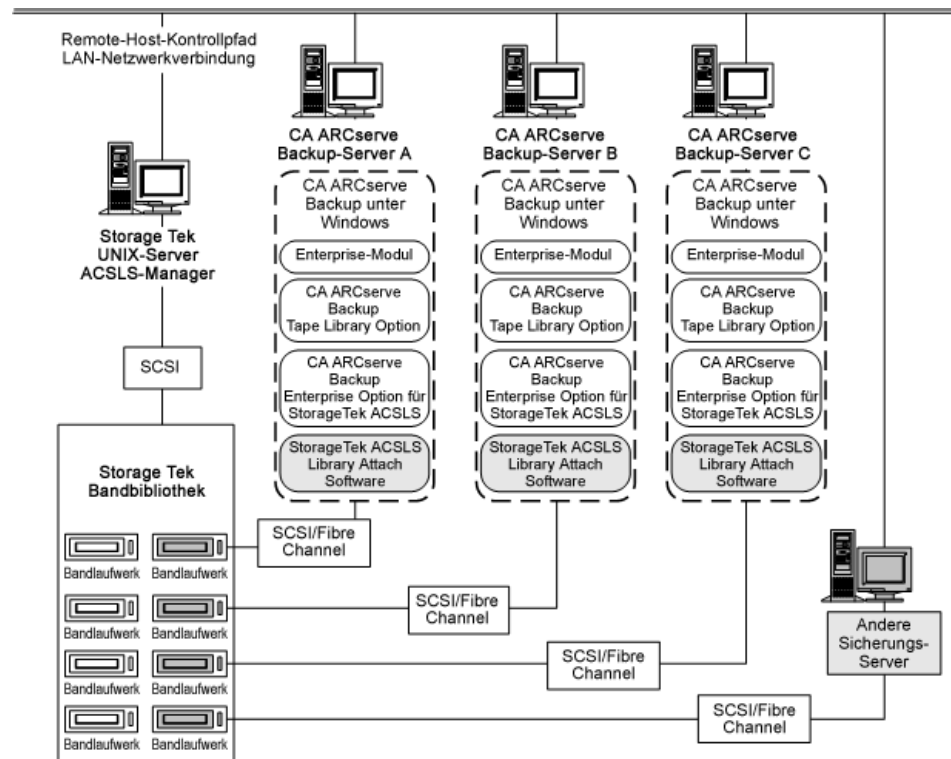 Remote-Host-Kontrollpfad
LAN-Netzwerkverbindung
Storage Tek
UNIX-Server
ACSLS-Manager
SCSI
CA ARCserve
Backup-Server A
CA ARCserve
Backup unter
Windows
Enterprise-Modul
CA ARCserve
Backup
Tape Library Option
CA ARCserve
Backup
Enterprise Option für
StorageTek ACSLS
StorageTek ACSLS
Library Attach
Software
CA ARCserve
Backup-Server B
CA ARCserve
Backup unter
Windows
Enterprise-Modul
CA ARCserve
Backup
Tape Library Option
CA ARCserve
Backup
Enterprise Option für
StorageTek ACSLS
StorageTek ACSLS
Library Attach
Software
CA ARCserve
Backup-Server C
CA ARCserve
Backup unter
Windows
Enterprise-Modul
CA ARCserve
Backup
Tape Library Option
CA ARCserve
Backup
Enterprise Option für
StorageTek ACSLS
StorageTek ACSLS
Library Attach
Software
Storage Tek
Bandbibliothek
Bandlaufwerk Bandlaufwerk
Bandlaufwerk Bandlaufwerk
Bandlaufwerk Bandlaufwerk
Bandlaufwerk Bandlaufwerk
SCSI/Fibre
Channel
SCSI/Fibre
Channel
SCSI/Fibre
Channel
SCSI/Fibre
Channel
Andere
Sicherungs-
Server